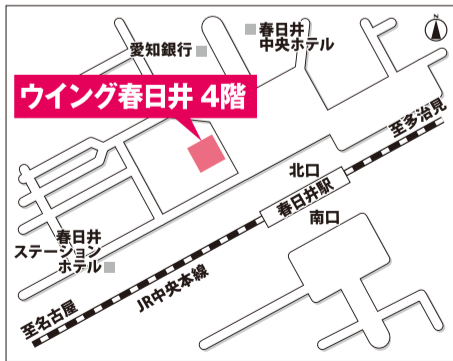 春日井
中央ホテル
愛知銀行
N
ウイング春日井 4階
至多治見
北口
春日井駅
南口
春日井
ステーション
ホテル
JR中央本線
至名古屋